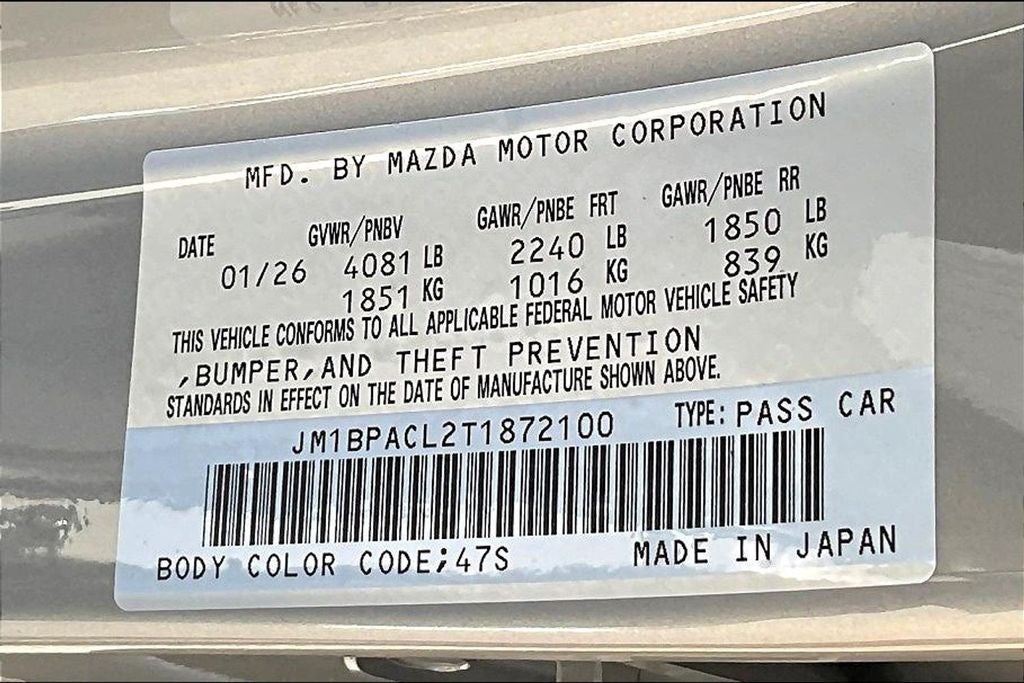 MFD. BY MAZDA MOTOR CORPORATION
DATE GVWR/PNBV GAWR/PNBE FRT GAWR/PNBE RR
01/26 4081 LB 2240 LB 1850 LB
1851 KG 1016 KG 839 KG
THIS VEHICLE CONFORMS TO ALL APPLICABLE FEDERAL MOTOR VEHICLE SAFETY
,BUMPER,AND THEFT PREVENTION
STANDARDS IN EFFECT ON THE DATE OF MANUFACTURE SHOWN ABOVE.
JM1BPACL2T1872100 TYPE: PASS CAR
BODY COLOR CODE;47S MADE IN JAPAN